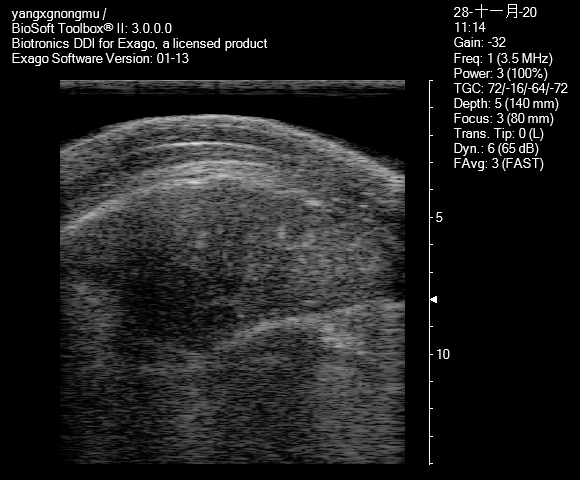 yangxgnongmu /
BioSoft Toolbox® II: 3.0.0.0
Biotronics DDI for Exago, a licensed product
Exago Software Version: 01-13
28-十一月-20
11:14
Gain: -32
Freq: 1 (3.5 MHz)
Power: 3 (100%)
TGC: 72/-16/-64/-72
Depth: 5 (140 mm)
Focus: 3 (80 mm)
Trans. Tip: 0 (L)
Dyn.: 6 (65 dB)
FAvg: 3 (FAST)
5
10